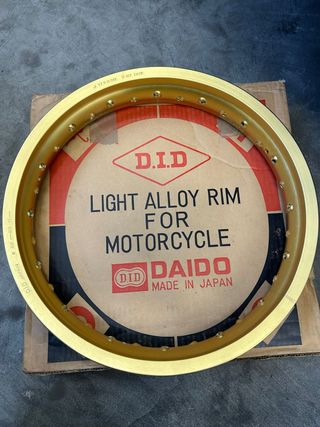 D.I.D
LIGHT ALLOY RIM
FOR
MOTORCYCLE
D.I.D DAIDO
MADE IN JAPAN